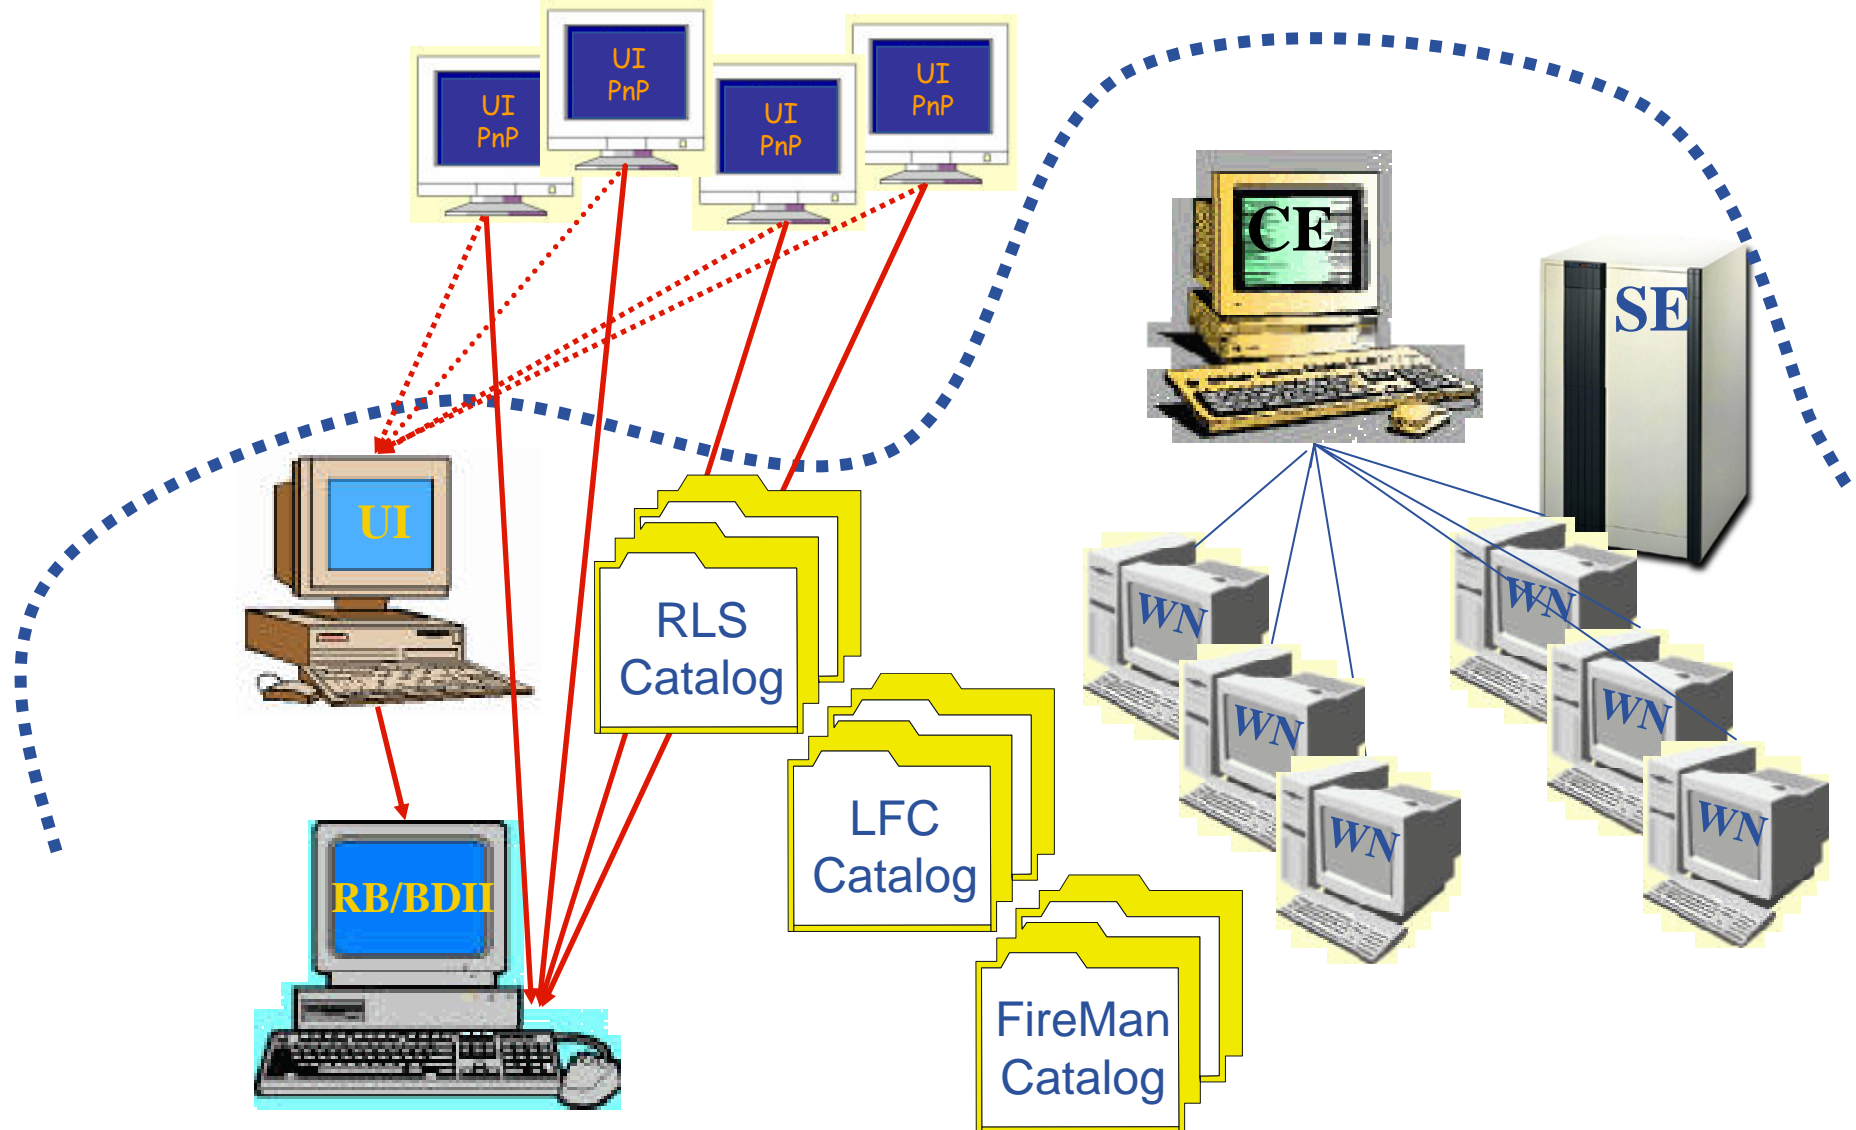 UI
PnP
UI
PnP
UI
PnP
UI
PnP
CE
SE
UI
RLS
Catalog
WN
WN
WN
WN
WN
WN
LFC
Catalog
RB/BDII
FireMan
Catalog